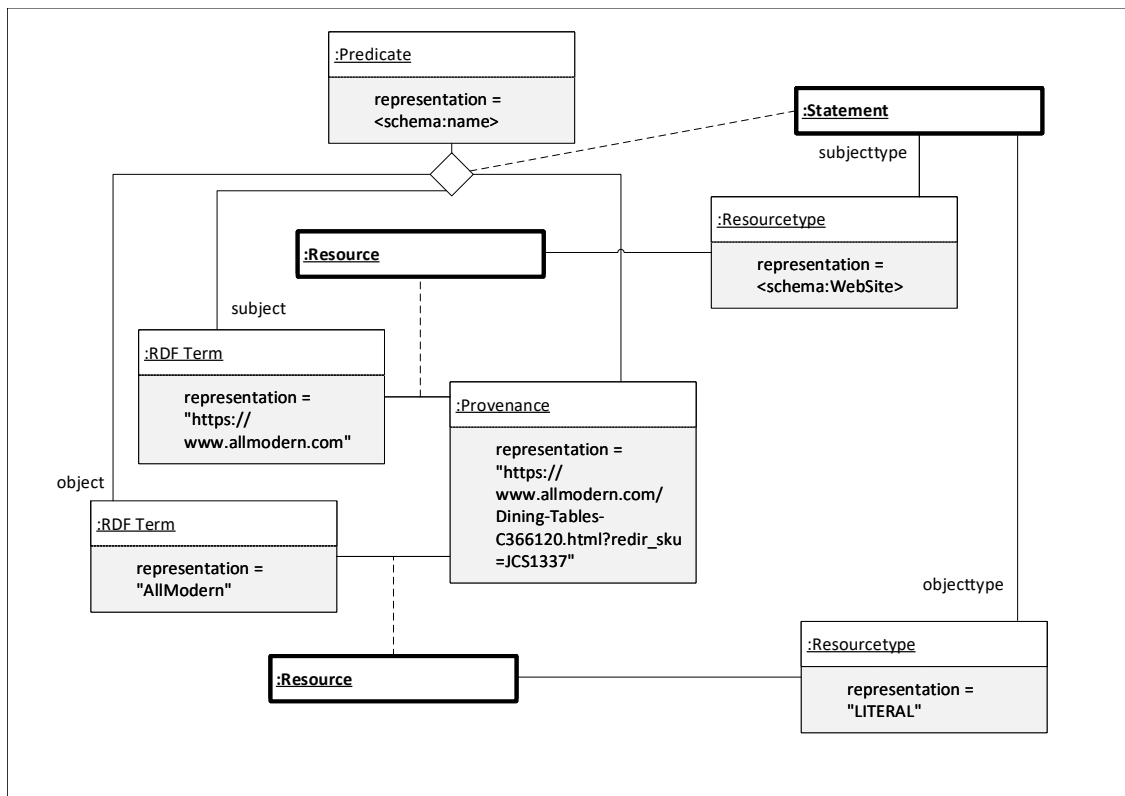 :Predicate
representation =
<schema:name>
:Statement
subjecttype
:Resourcetype
representation =
<schema:WebSite>
:Resource
subject
:RDF Term
representation =
"https://
www.allmodern.com"
:Provenance
representation =
"https://
www.allmodern.com/
Dining-Tables-
C366120.html?redir_sku
=JCS1337"
object
:RDF Term
representation =
"AllModern"
objecttype
:Resource
:Resourcetype
representation =
"LITERAL"